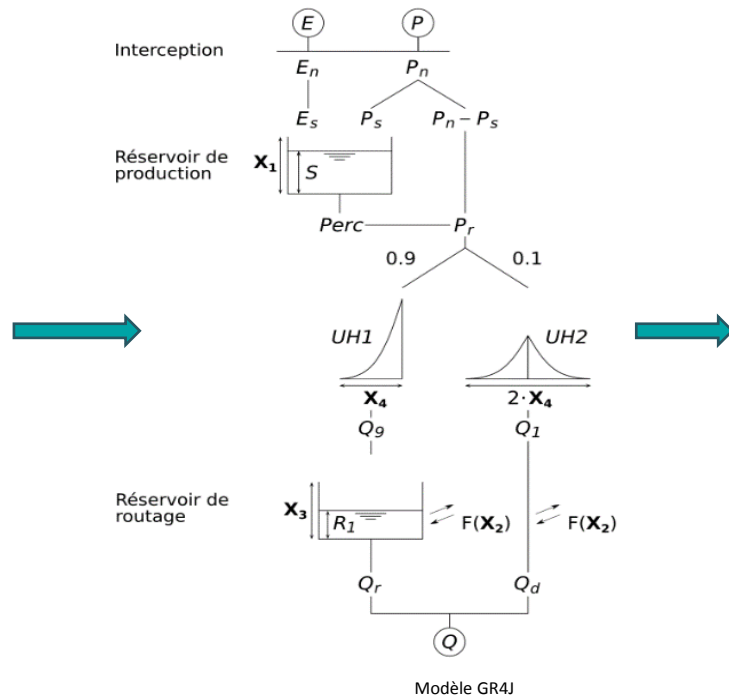 E P
Interception
Eₙ Pₙ
Eₛ Pₛ Pₙ – Pₛ
Réservoir de
production
X₁
S
Perc Pᵣ
0.9 0.1
UH1 UH2
X₄ 2·X₄
Q₉ Q₁
Réservoir de
routage
X₃
R₁ F(X₂) F(X₂)
Qᵣ Q_d
Q
Modèle GR4J